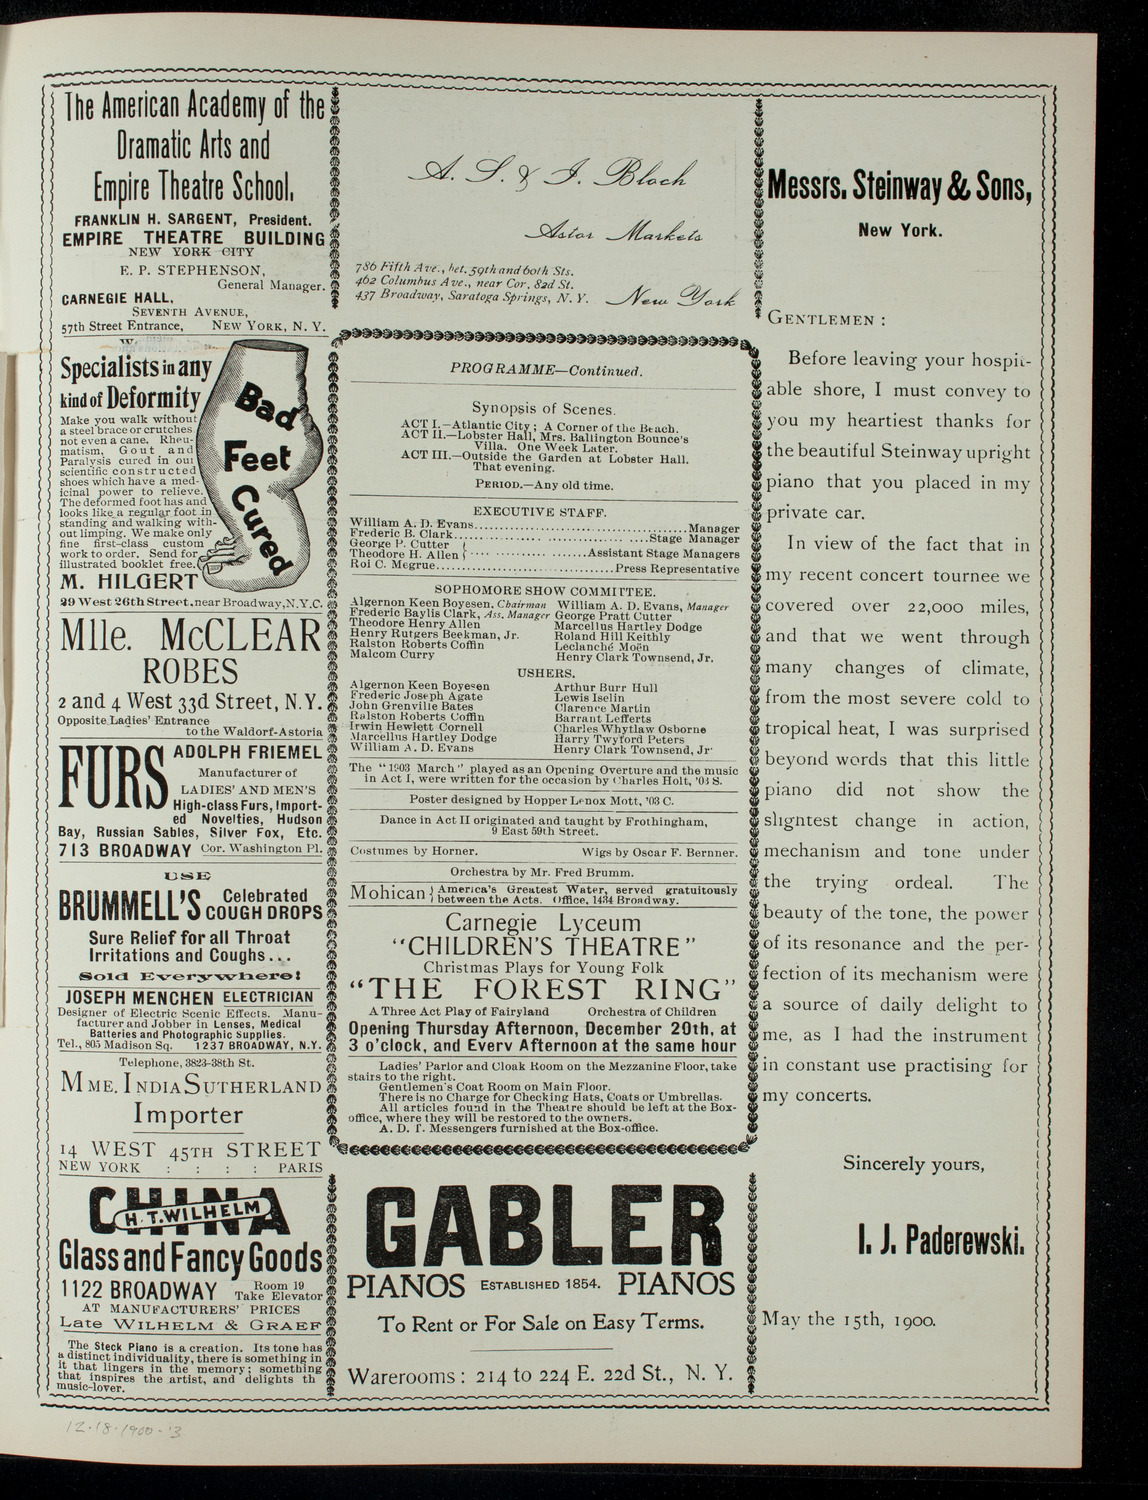 The American Academy of the
Dramatic Arts and
Empire Theatre School,
FRANKLIN H. SARGENT, President.
EMPIRE THEATRE BUILDING
NEW YORK CITY
E. P. STEPHENSON,
General Manager.
CARNEGIE HALL,
SEVENTH AVENUE,
57th Street Entrance, NEW YORK, N. Y.
Specialists in any
kind of Deformity
Make you walk without
a steel brace or crutches
not even a cane. Rheu-
matism, Gout and
Paralysis cured in our
scientific constructed
shoes which have a med-
icinal power to relieve.
The deformed foot has and
looks like a regular foot in
standing and walking with-
out limping. We make only
fine first-class custom
work to order. Send for
illustrated booklet free.
Bad
Feet
Cured
M. HILGERT
29 West 26th Street, near Broadway, N.Y.C.
Mlle. McCLEAR
ROBES
2 and 4 West 33d Street, N.Y.
Opposite Ladies' Entrance
to the Waldorf-Astoria
FURS
ADOLPH FRIEMEL
Manufacturer of
LADIES' AND MEN'S
High-class Furs, Import-
ed Novelties, Hudson
Bay, Russian Sables, Silver Fox, Etc.
713 BROADWAY Cor. Washington Pl.
USE
BRUMMELL'S Celebrated
COUGH DROPS
Sure Relief for all Throat
Irritations and Coughs...
Sold Everywhere!
JOSEPH MENCHEN ELECTRICIAN
Designer of Electric Scenic Effects. Manu-
facturer and Jobber in Lenses, Medical
Batteries and Photographic Supplies.
Tel., 805 Madison Sq. 1237 BROADWAY, N.Y.
Telephone, 3823–38th St.
MME. INDIA SUTHERLAND
Importer
14 WEST 45TH STREET
NEW YORK : : : : PARIS
CHINA
H. T. WILHELM
Glass and Fancy Goods
1122 BROADWAY Room 19
Take Elevator
AT MANUFACTURERS' PRICES
Late WILHELM & GRAEF
The Steck Piano is a creation. Its tone has
a distinct individuality, there is something in
it that lingers in the memory; something
that inspires the artist, and delights th
music-lover.
A. S. & I. Bloch
Astor Markets
786 Fifth Ave., bet. 59th and 60th Sts.
462 Columbus Ave., near Cor. 82d St.
437 Broadway, Saratoga Springs, N. Y.
New York
PROGRAMME—Continued.
Synopsis of Scenes.
ACT I.—Atlantic City; A Corner of the Beach.
ACT II.—Lobster Hall, Mrs. Ballington Bounce's
Villa. One Week Later.
ACT III.—Outside the Garden at Lobster Hall.
That evening.
PERIOD.—Any old time.
EXECUTIVE STAFF.
William A. D. Evans....Manager
Frederic B. Clark....Stage Manager
George P. Cutter
Theodore H. Allen....Assistant Stage Managers
Roi C. Megrue....Press Representative
SOPHOMORE SHOW COMMITTEE.
Algernon Keen Boyesen, Chairman William A. D. Evans, Manager
Frederic Baylis Clark, Ass. Manager George Pratt Cutter
Theodore Henry Allen Marcellus Hartley Dodge
Henry Rutgers Beekman, Jr. Roland Hill Keithly
Ralston Roberts Coffin Leclanché Moën
Malcom Curry Henry Clark Townsend, Jr.
USHERS.
Algernon Keen Boyesen Arthur Burr Hull
Frederic Joseph Agate Lewis Iselin
John Grenville Bates Clarence Martin
Ralston Roberts Coffin Barrant Lefferts
Irwin Hewlett Cornell Charles Whytlaw Osborne
Marcellus Hartley Dodge Harry Twyford Peters
William A. D. Evans Henry Clark Townsend, Jr
The "1903 March" played as an Opening Overture and the music
in Act I, were written for the occasion by Charles Holt, '03 S.
Poster designed by Hopper Lenox Mott, '03 C.
Dance in Act II originated and taught by Frothingham,
9 East 59th Street.
Costumes by Horner. Wigs by Oscar F. Bernner.
Orchestra by Mr. Fred Brumm.
Mohican America's Greatest Water, served gratuitously
between the Acts. Office, 1434 Broadway.
Carnegie Lyceum
"CHILDREN'S THEATRE"
Christmas Plays for Young Folk
"THE FOREST RING"
A Three Act Play of Fairyland Orchestra of Children
Opening Thursday Afternoon, December 20th, at
3 o'clock, and Every Afternoon at the same hour
Ladies' Parlor and Cloak Room on the Mezzanine Floor, take
stairs to the right.
Gentlemen's Coat Room on Main Floor.
There is no Charge for Checking Hats, Coats or Umbrellas.
All articles found in the Theatre should be left at the Box-
office, where they will be restored to the owners.
A. D. T. Messengers furnished at the Box-office.
GABLER
PIANOS ESTABLISHED 1854. PIANOS
To Rent or For Sale on Easy Terms.
Warerooms: 214 to 224 E. 22d St., N. Y.
Messrs. Steinway & Sons,
New York.
GENTLEMEN:
Before leaving your hospit-
able shore, I must convey to
you my heartiest thanks for
the beautiful Steinway upright
piano that you placed in my
private car.
In view of the fact that in
my recent concert tournee we
covered over 22,000 miles,
and that we went through
many changes of climate,
from the most severe cold to
tropical heat, I was surprised
beyond words that this little
piano did not show the
slightest change in action,
mechanism and tone under
the trying ordeal. The
beauty of the tone, the power
of its resonance and the per-
fection of its mechanism were
a source of daily delight to
me, as I had the instrument
in constant use practising for
my concerts.
Sincerely yours,
I. J. Paderewski.
May the 15th, 1900.
12-18-1900-'3